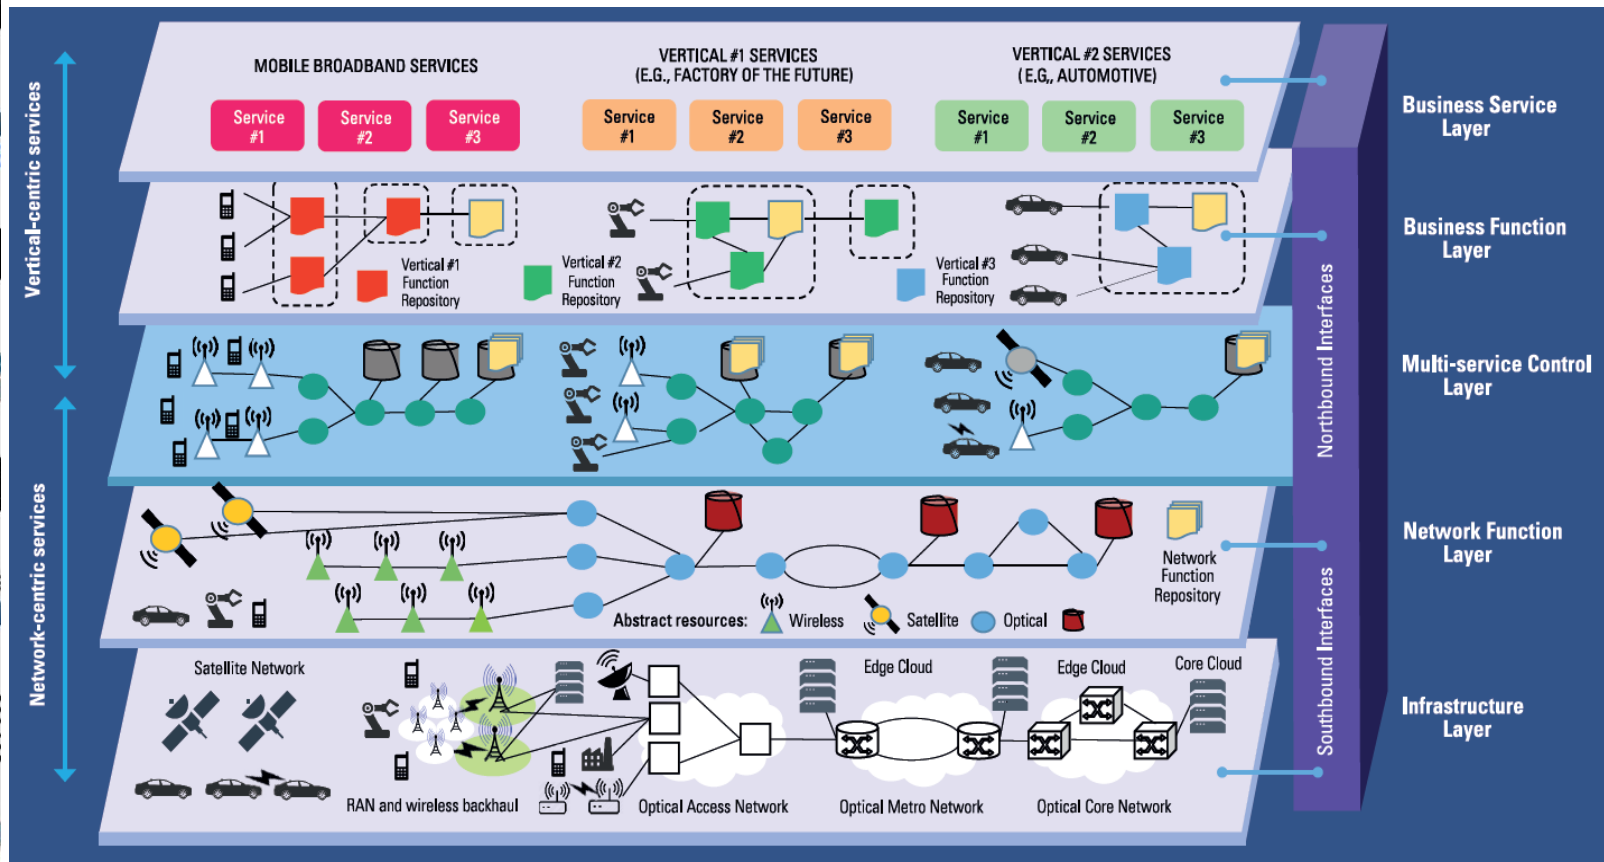 MOBILE BROADBAND SERVICES
VERTICAL #1 SERVICES
(E.G., FACTORY OF THE FUTURE)
VERTICAL #2 SERVICES
(E.G,, AUTOMOTIVE)
Service
#1
Service
#2
Service
#3
Service
#1
Service
#2
Service
#3
Service
#1
Service
#2
Service
#3
Business Service
Layer
Vertical-centric services
Vertical #1
Function
Repository
Vertical #2
Function
Repository
Vertical #3
Function
Repository
Business Function
Layer
Northbound Interfaces
Multi-service Control
Layer
Network-centric services
Network
Function
Repository
Abstract resources:
Wireless
Satellite
Optical
Network Function
Layer
Southbound Interfaces
Satellite Network
Edge Cloud
Edge Cloud
Core Cloud
RAN and wireless backhaul
Optical Access Network
Optical Metro Network
Optical Core Network
Infrastructure
Layer